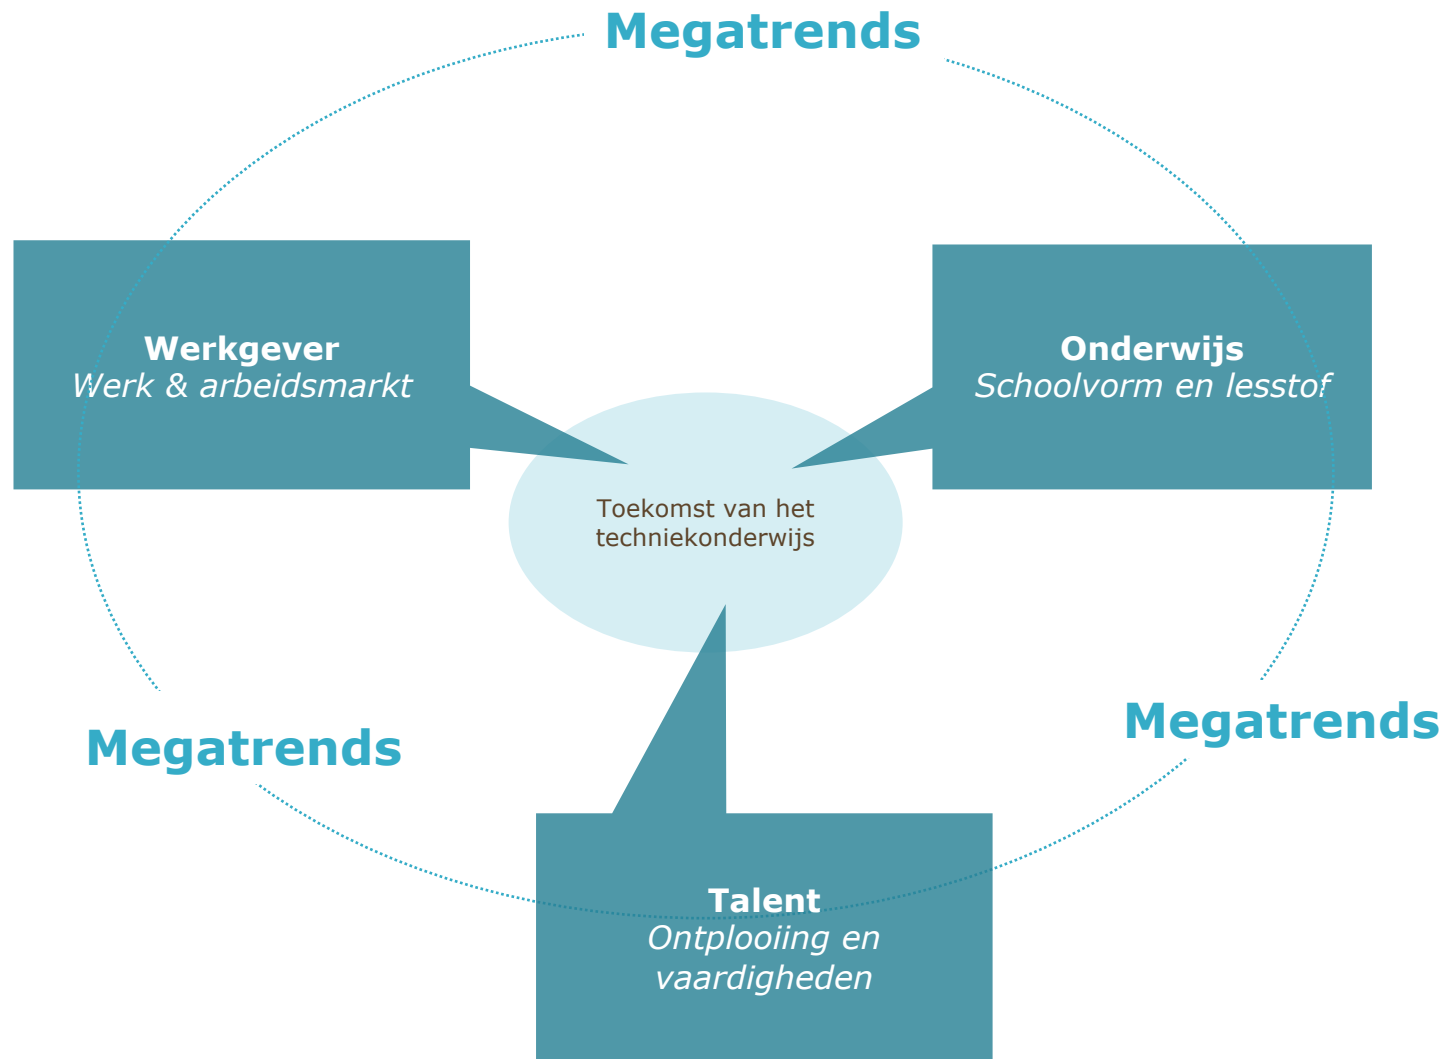 Megatrends
Werkgever
Werk & arbeidsmarkt
Onderwijs
Schoolvorm en lesstof
Toekomst van het
techniekonderwijs
Megatrends
Megatrends
Talent
Ontplooiing en
vaardigheden